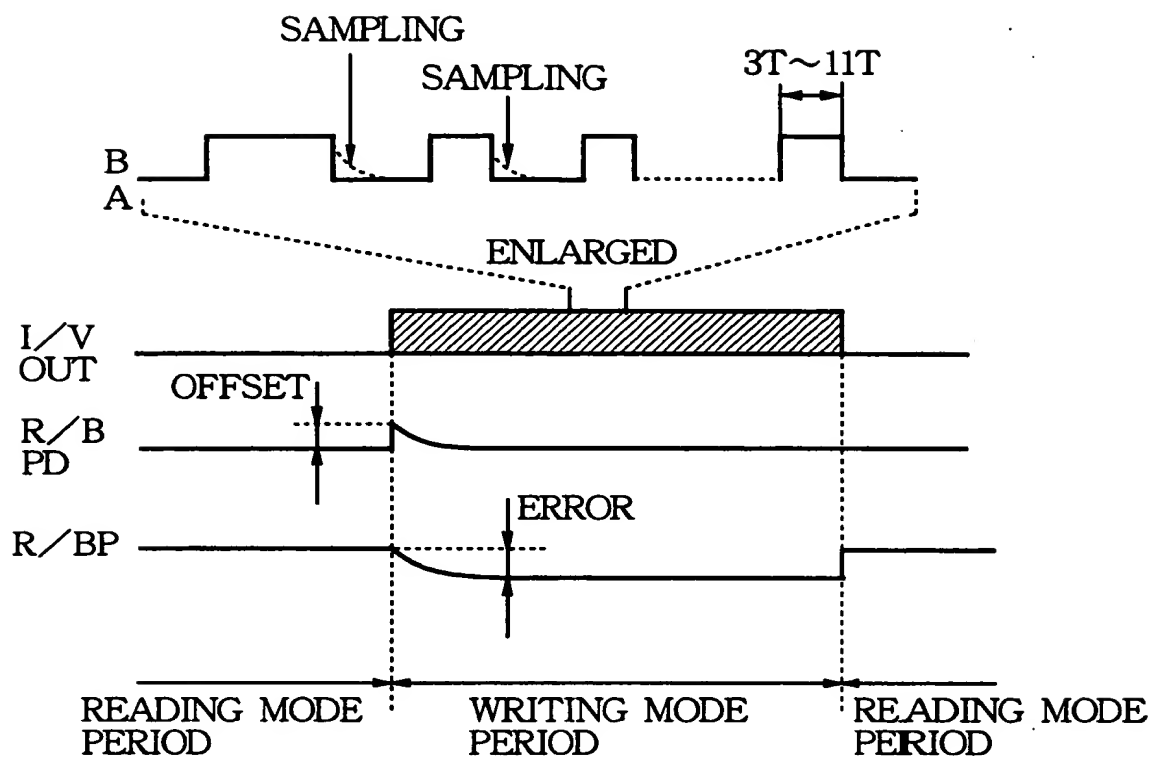 SAMPLING
SAMPLING
3T～11T
B
A
ENLARGED
I/V
OUT
OFFSET
R/B
PD
ERROR
R/BP
READING MODE
PERIOD
WRITING MODE
PERIOD
READING MODE
PERIOD